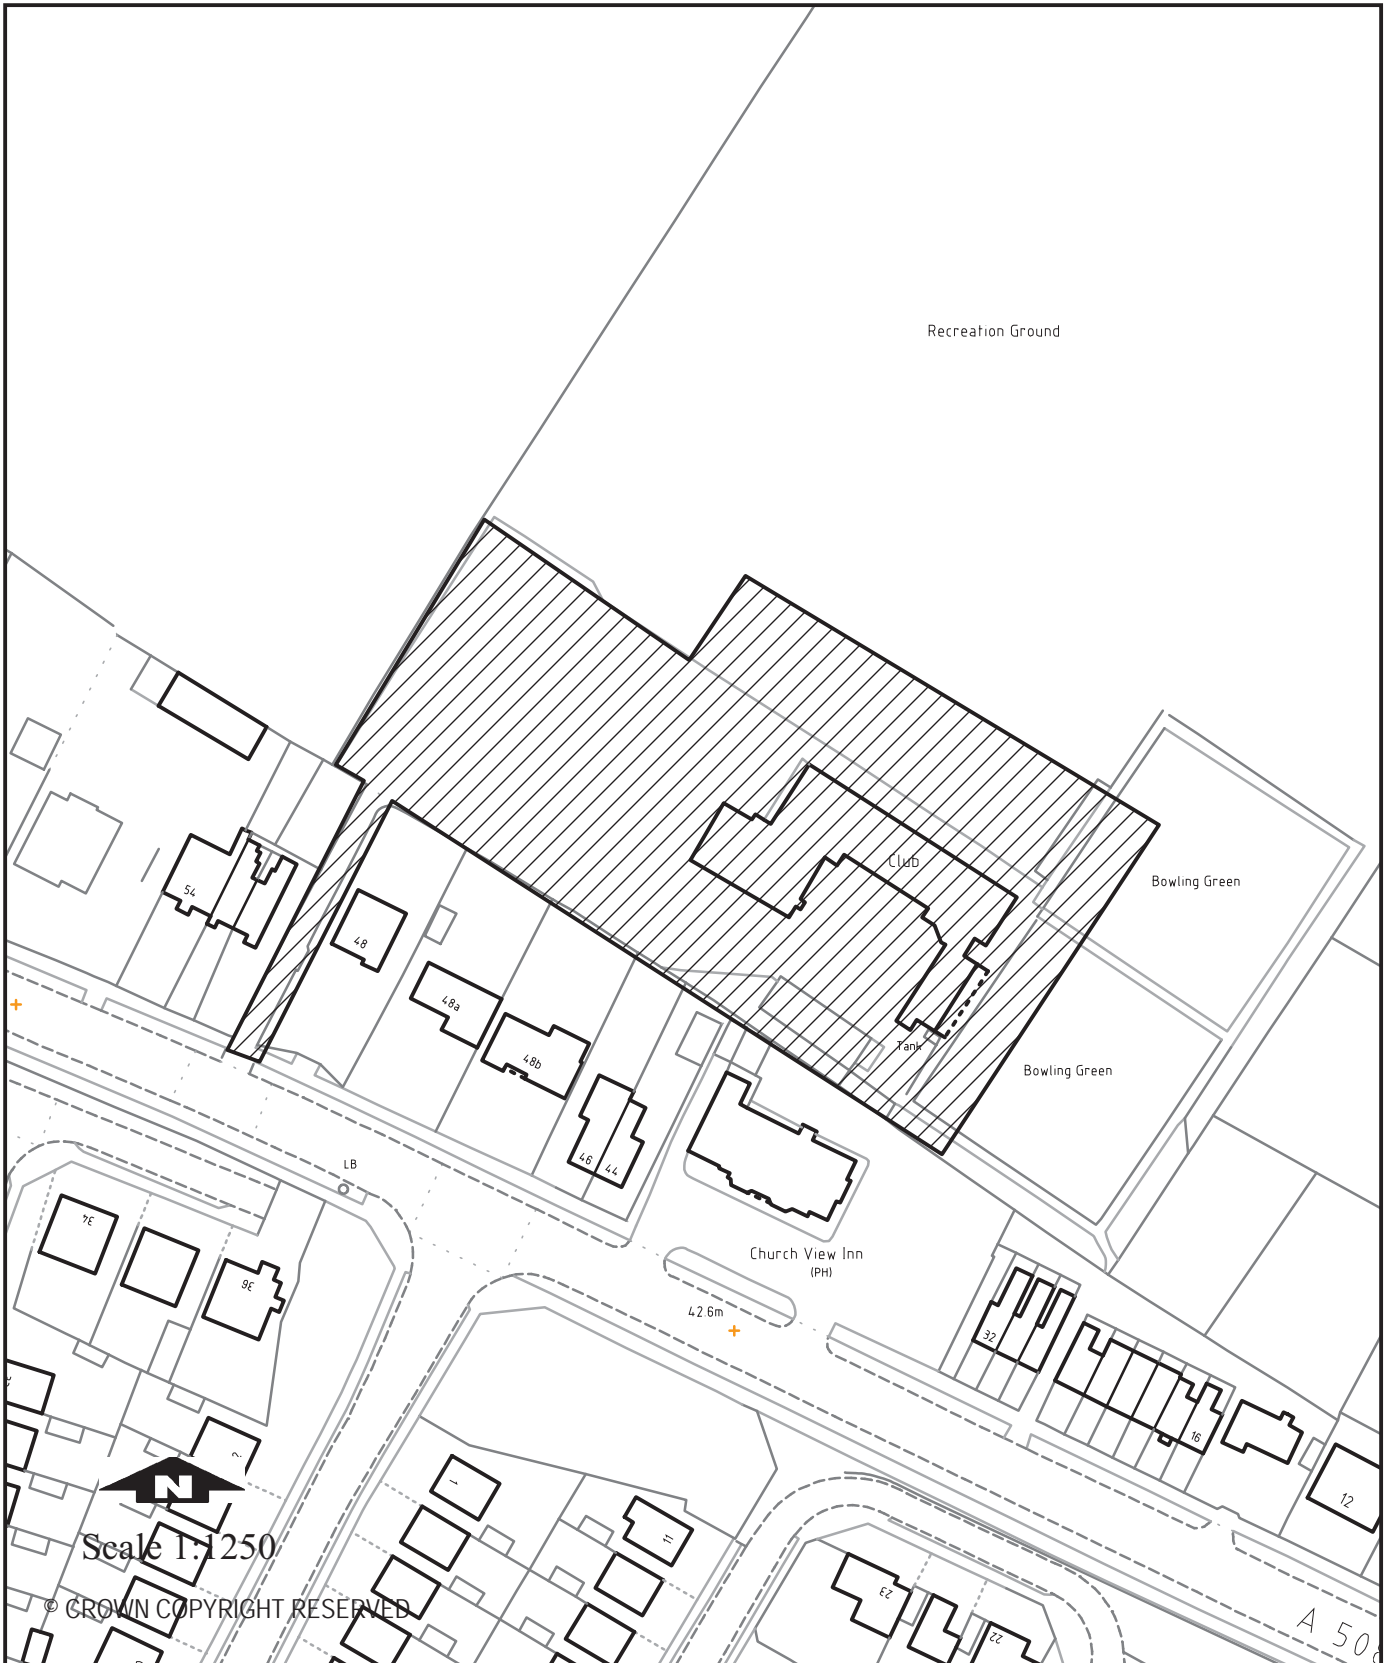 Recreation Ground
Club
Bowling Green
54
48
48a
48b
Tank
Bowling Green
46
44
LB
34
36
Church View Inn
(PH)
42.6m
32
16
12
1
11
N
Scale 1:1250
23
22
© CROWN COPYRIGHT RESERVED
A 508